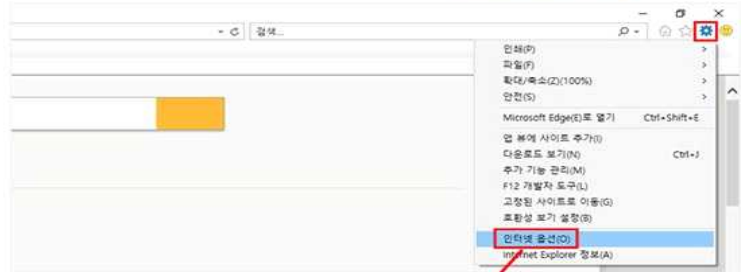 검색...
인쇄(P)
파일(F)
확대/축소(Z)(100%)
안전(S)
Microsoft Edge(E)로 열기 Ctrl+Shift+E
앱 뷰에 사이트 추가(I)
다운로드 보기(N) Ctrl+J
추가 기능 관리(M)
F12 개발자 도구(L)
고정된 사이트로 이동(G)
호환성 보기 설정(B)
인터넷 옵션(O)
Internet Explorer 정보(A)